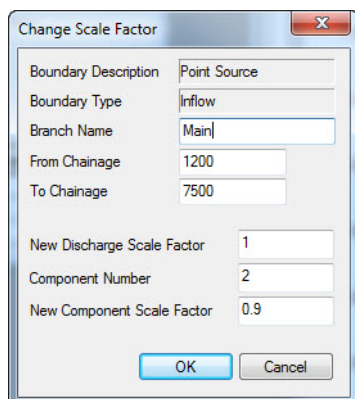 Change Scale Factor
Boundary Description Point Source
Boundary Type Inflow
Branch Name Main
From Chainage 1200
To Chainage 7500
New Discharge Scale Factor 1
Component Number 2
New Component Scale Factor 0.9
OK Cancel